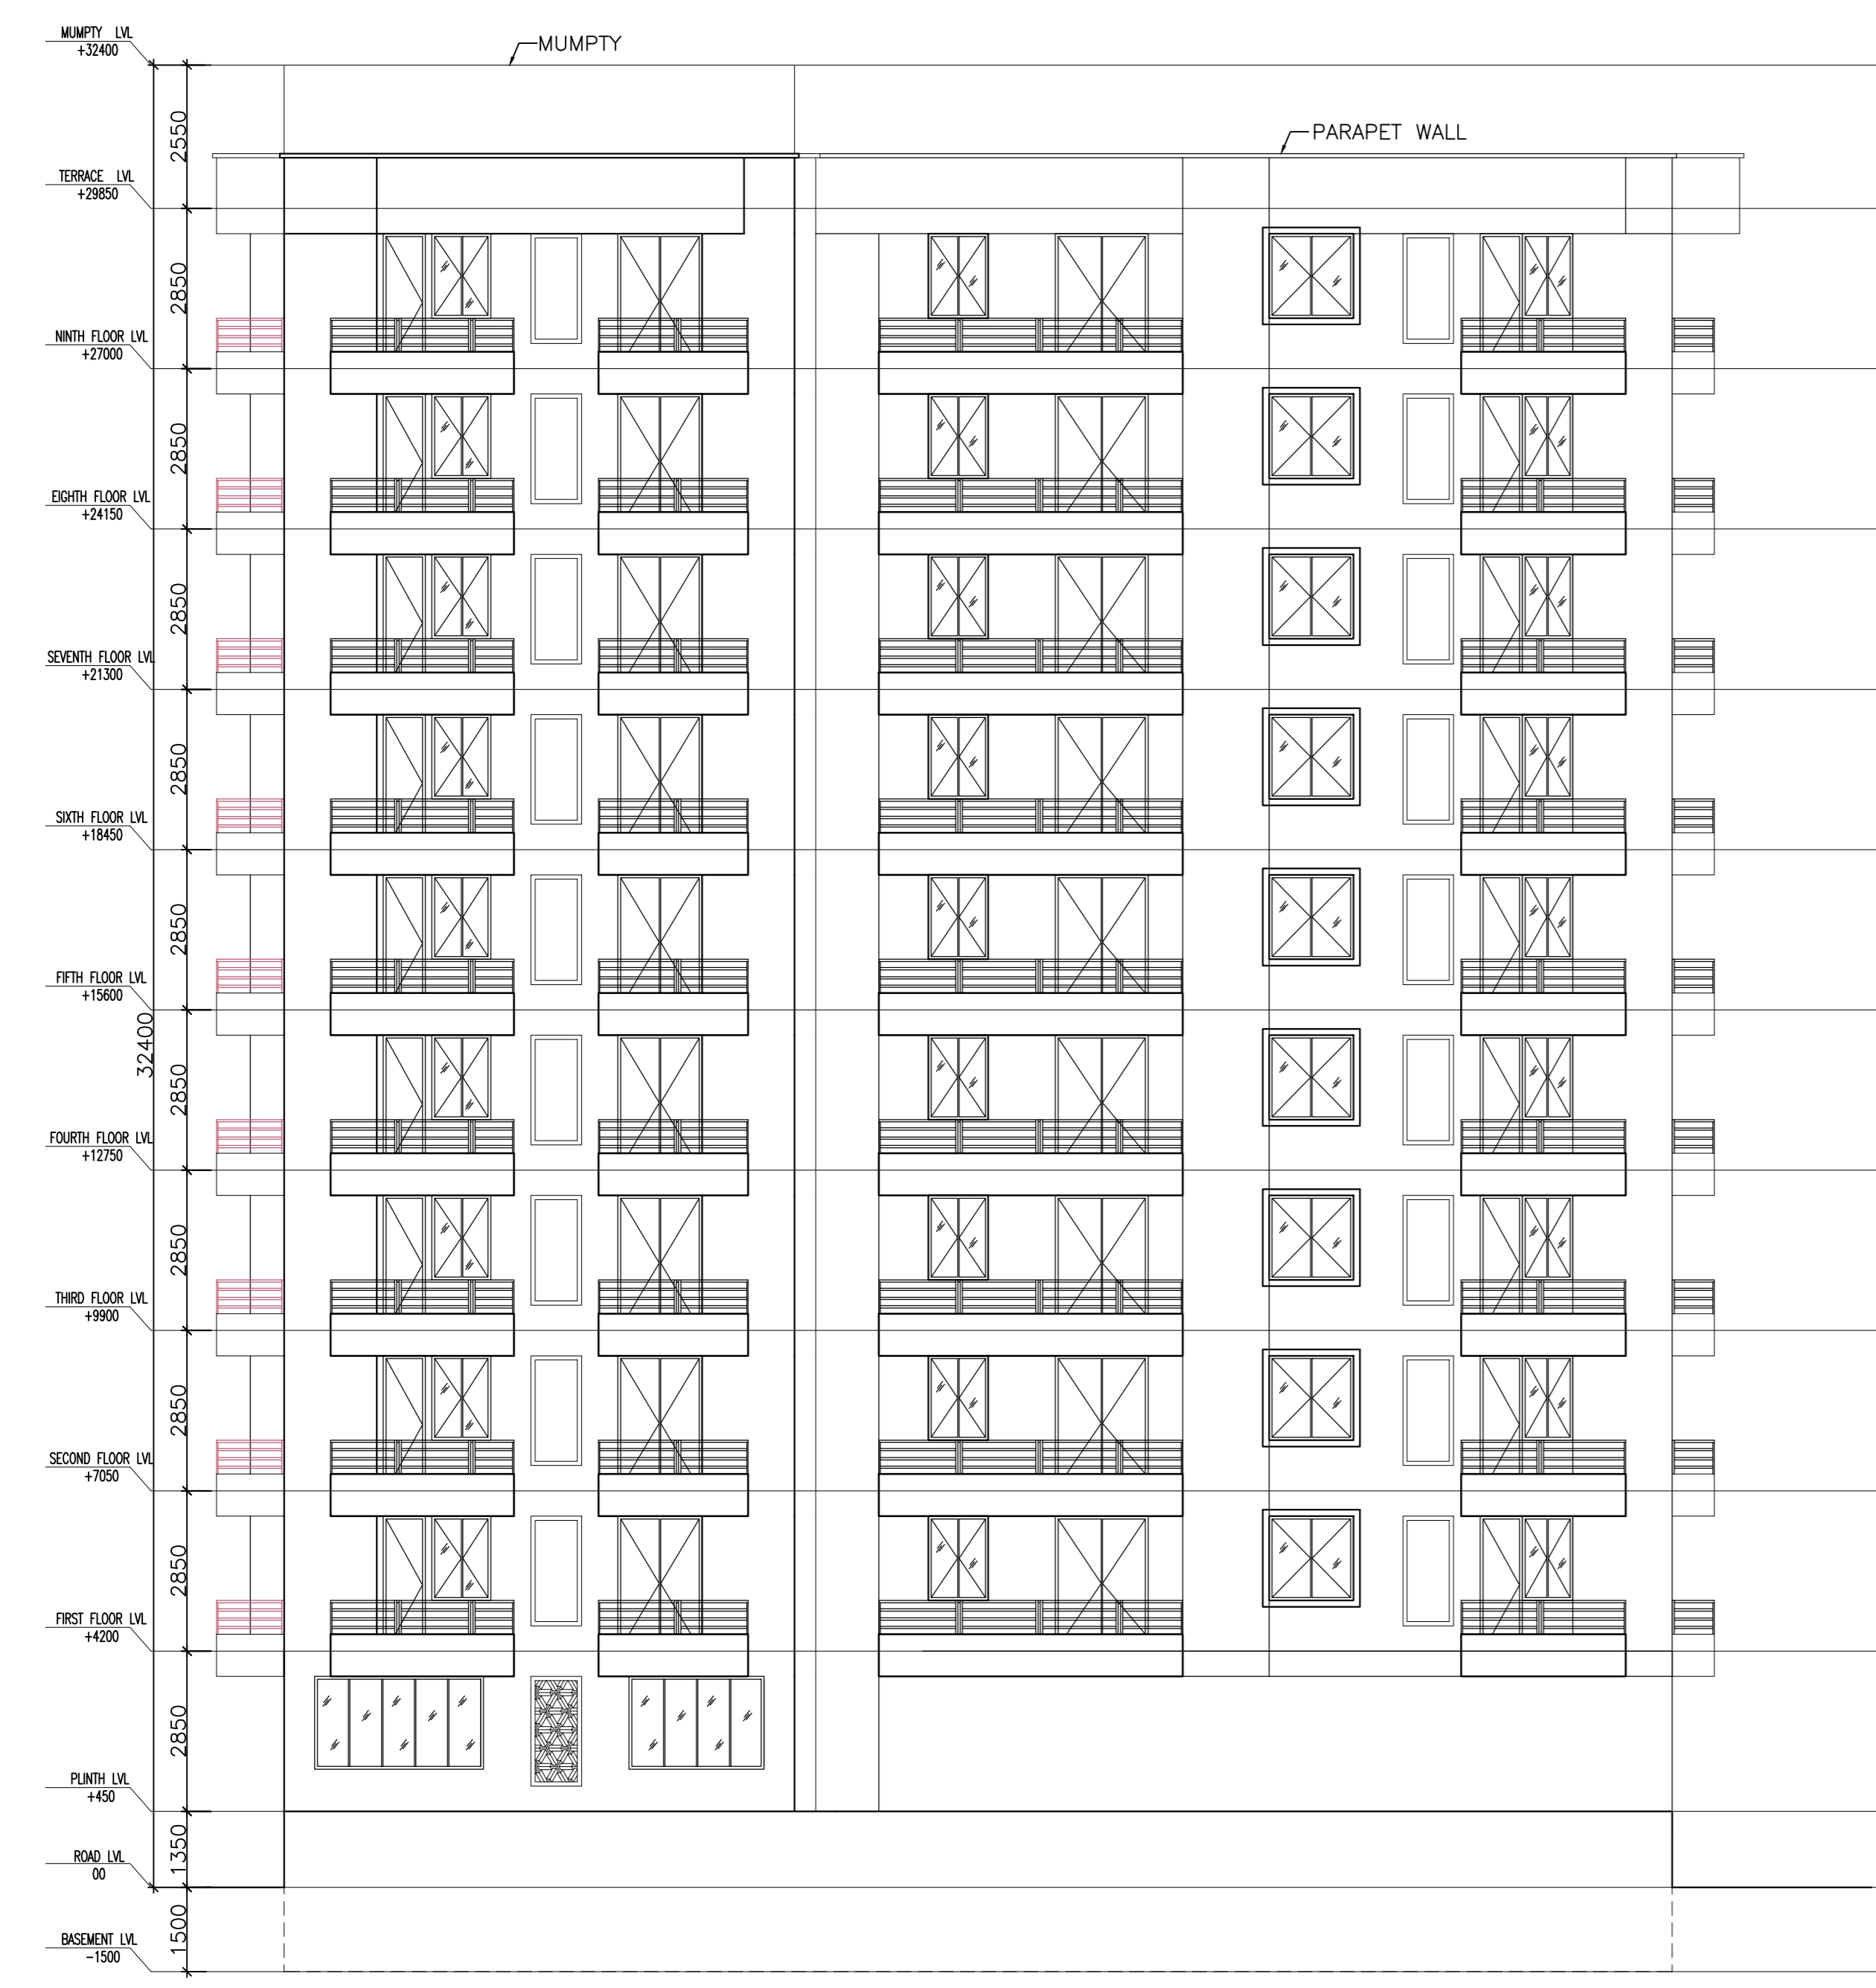 MUMPTY LVL
+32400
MUMPTY
2550
PARAPET WALL
TERRACE LVL
+29850
2850
NINTH FLOOR LVL
+27000
2850
EIGHTH FLOOR LVL
+24150
2850
SEVENTH FLOOR LVL
+21300
2850
SIXTH FLOOR LVL
+18450
2850
FIFTH FLOOR LVL
+15600
32400
2850
FOURTH FLOOR LVL
+12750
2850
THIRD FLOOR LVL
+9900
2850
SECOND FLOOR LVL
+7050
2850
FIRST FLOOR LVL
+4200
2850
PLINTH LVL
+450
1350
ROAD LVL
00
1500
BASEMENT LVL
-1500